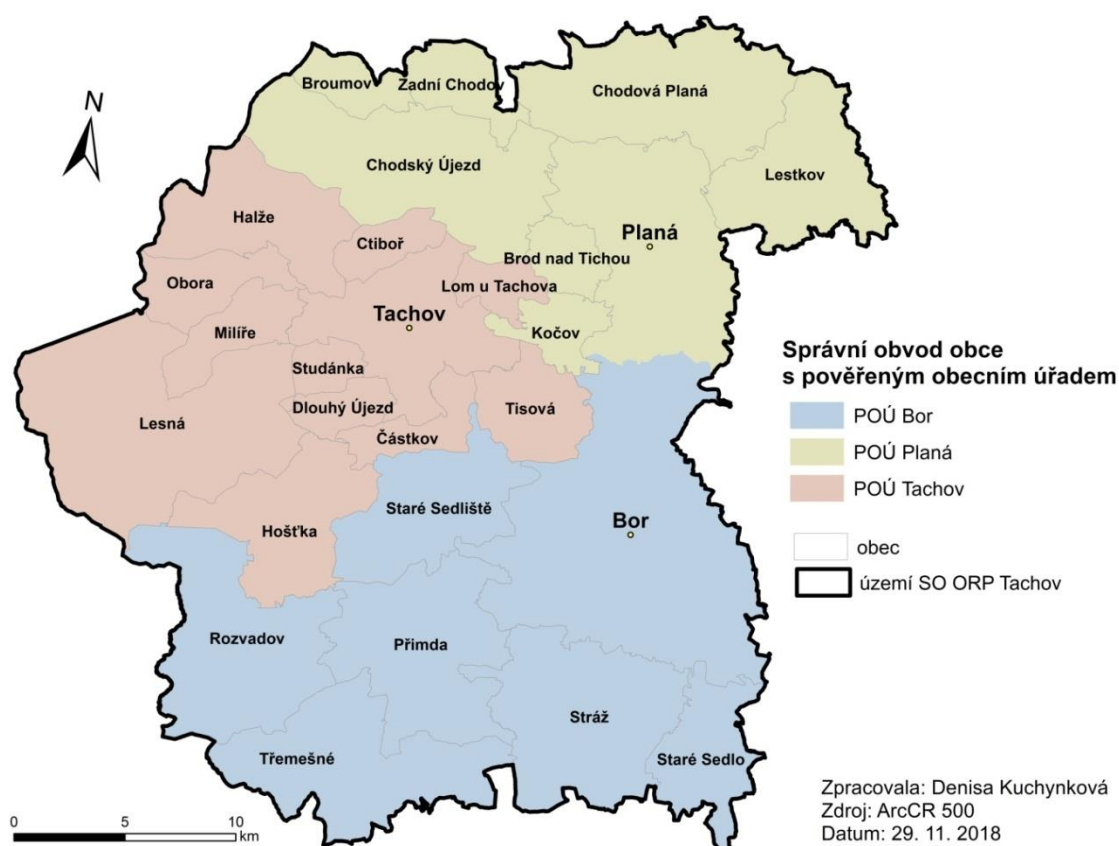 Broumov
Zadní Chodov
Chodová Planá
N
Chodský Újezd
Lestkov
Halže
Ctiboř
Planá
Brod nad Tichou
Obora
Lom u Tachova
Tachov
Milíře
Kočov
Správní obvod obce
s pověřeným obecním úřadem
Studánka
Lesná
Dlouhý Újezd
Tisová
POÚ Bor
Částkov
POÚ Planá
POÚ Tachov
Staré Sedliště
Hošťka
Bor
obec
území SO ORP Tachov
Rozvadov
Přimda
Stráž
Třemešné
Staré Sedlo
Zpracovala: Denisa Kuchynková
Zdroj: ArcCR 500
Datum: 29. 11. 2018
0 5 10
km